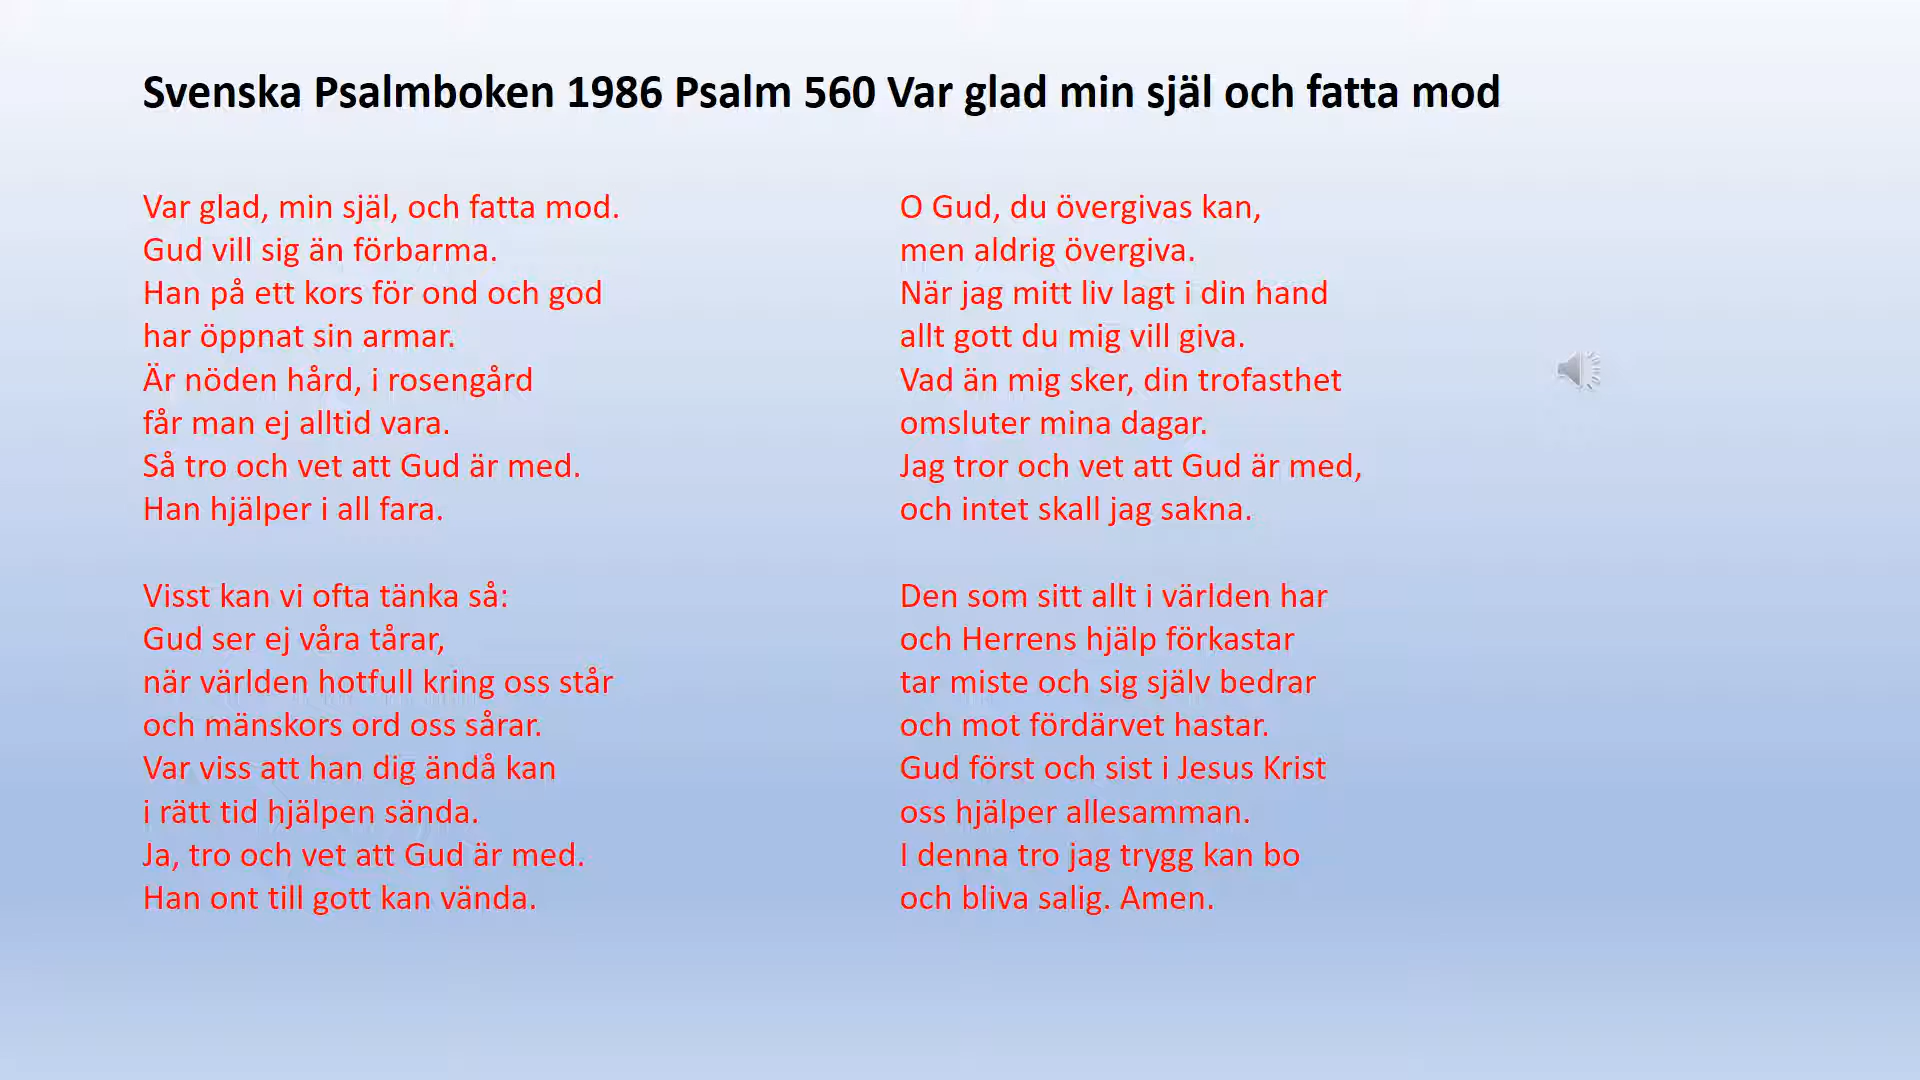 Svenska Psalmboken 1986 Psalm 560 Var glad min själ och fatta mod
Var glad, min själ, och fatta mod.
Gud vill sig än förbarma.
Han på ett kors för ond och god
har öppnat sin armar.
Är nöden hård, i rosengård
får man ej alltid vara.
Så tro och vet att Gud är med.
Han hjälper i all fara.
Visst kan vi ofta tänka så:
Gud ser ej våra tårar,
när världen hotfull kring oss står
och mänskors ord oss sårar.
Var viss att han dig ändå kan
i rätt tid hjälpen sända.
Ja, tro och vet att Gud är med.
Han ont till gott kan vända.
O Gud, du övergivas kan,
men aldrig övergiva.
När jag mitt liv lagt i din hand
allt gott du mig vill giva.
Vad än mig sker, din trofasthet
omsluter mina dagar.
Jag tror och vet att Gud är med,
och intet skall jag sakna.
Den som sitt allt i världen har
och Herrens hjälp förkastar
tar miste och sig själv bedrar
och mot fördärvet hastar.
Gud först och sist i Jesus Krist
oss hjälper allesamman.
I denna tro jag trygg kan bo
och bliva salig. Amen.